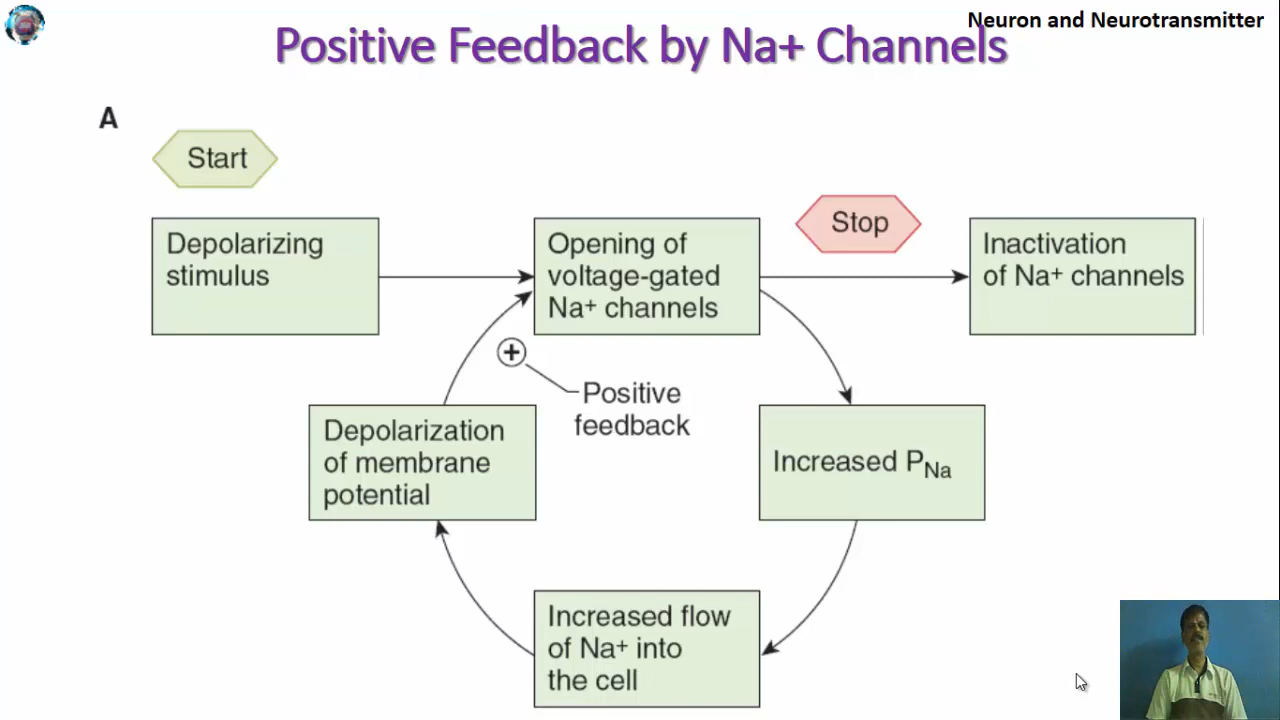 Neuron and Neurotransmitter
Positive Feedback by Na+ Channels
A
Start
Depolarizing
stimulus
Opening of
voltage-gated
Na⁺ channels
Stop
Inactivation
of Na⁺ channels
+
Positive
feedback
Depolarization
of membrane
potential
Increased P_Na
Increased flow
of Na⁺ into
the cell